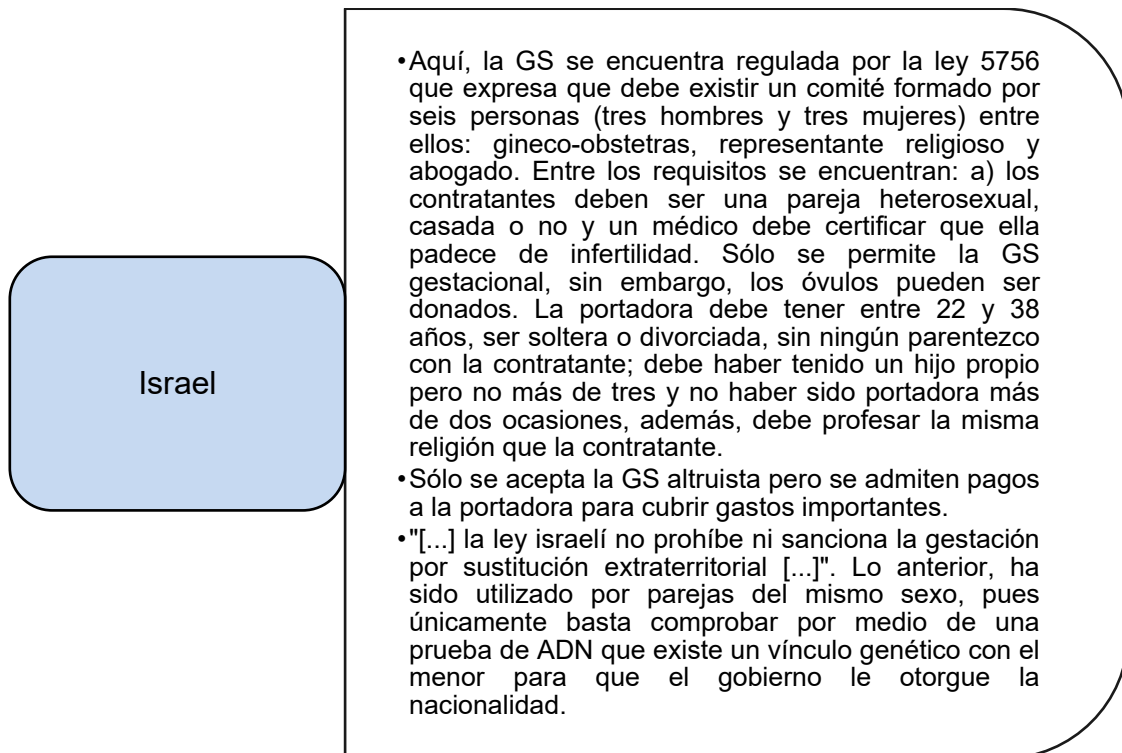 Israel
•Aquí, la GS se encuentra regulada por la ley 5756
que expresa que debe existir un comité formado por
seis personas (tres hombres y tres mujeres) entre
ellos: gineco-obstetras, representante religioso y
abogado. Entre los requisitos se encuentran: a) los
contratantes deben ser una pareja heterosexual,
casada o no y un médico debe certificar que ella
padece de infertilidad. Sólo se permite la GS
gestacional, sin embargo, los óvulos pueden ser
donados. La portadora debe tener entre 22 y 38
años, ser soltera o divorciada, sin ningún parentezco
con la contratante; debe haber tenido un hijo propio
pero no más de tres y no haber sido portadora más
de dos ocasiones, además, debe profesar la misma
religión que la contratante.
•Sólo se acepta la GS altruista pero se admiten pagos
a la portadora para cubrir gastos importantes.
•"[...] la ley israelí no prohíbe ni sanciona la gestación
por sustitución extraterritorial [...]". Lo anterior, ha
sido utilizado por parejas del mismo sexo, pues
únicamente basta comprobar por medio de una
prueba de ADN que existe un vínculo genético con el
menor para que el gobierno le otorgue la
nacionalidad.